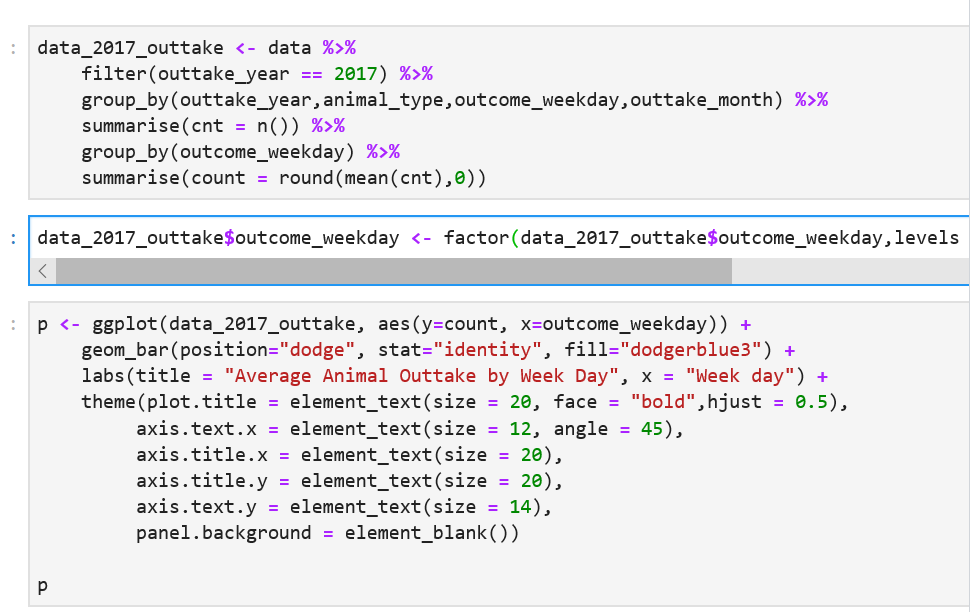 : data_2017_outtake <- data %>%
    filter(outtake_year == 2017) %>%
    group_by(outtake_year,animal_type,outcome_weekday,outtake_month) %>%
    summarise(cnt = n()) %>%
    group_by(outcome_weekday) %>%
    summarise(count = round(mean(cnt),0))
: data_2017_outtake$outcome_weekday <- factor(data_2017_outtake$outcome_weekday,levels
: p <- ggplot(data_2017_outtake, aes(y=count, x=outcome_weekday)) +
    geom_bar(position="dodge", stat="identity", fill="dodgerblue3") +
    labs(title = "Average Animal Outtake by Week Day", x = "Week day") +
    theme(plot.title = element_text(size = 20, face = "bold",hjust = 0.5),
         axis.text.x = element_text(size = 12, angle = 45),
         axis.title.x = element_text(size = 20),
         axis.title.y = element_text(size = 20),
         axis.text.y = element_text(size = 14),
         panel.background = element_blank())
p